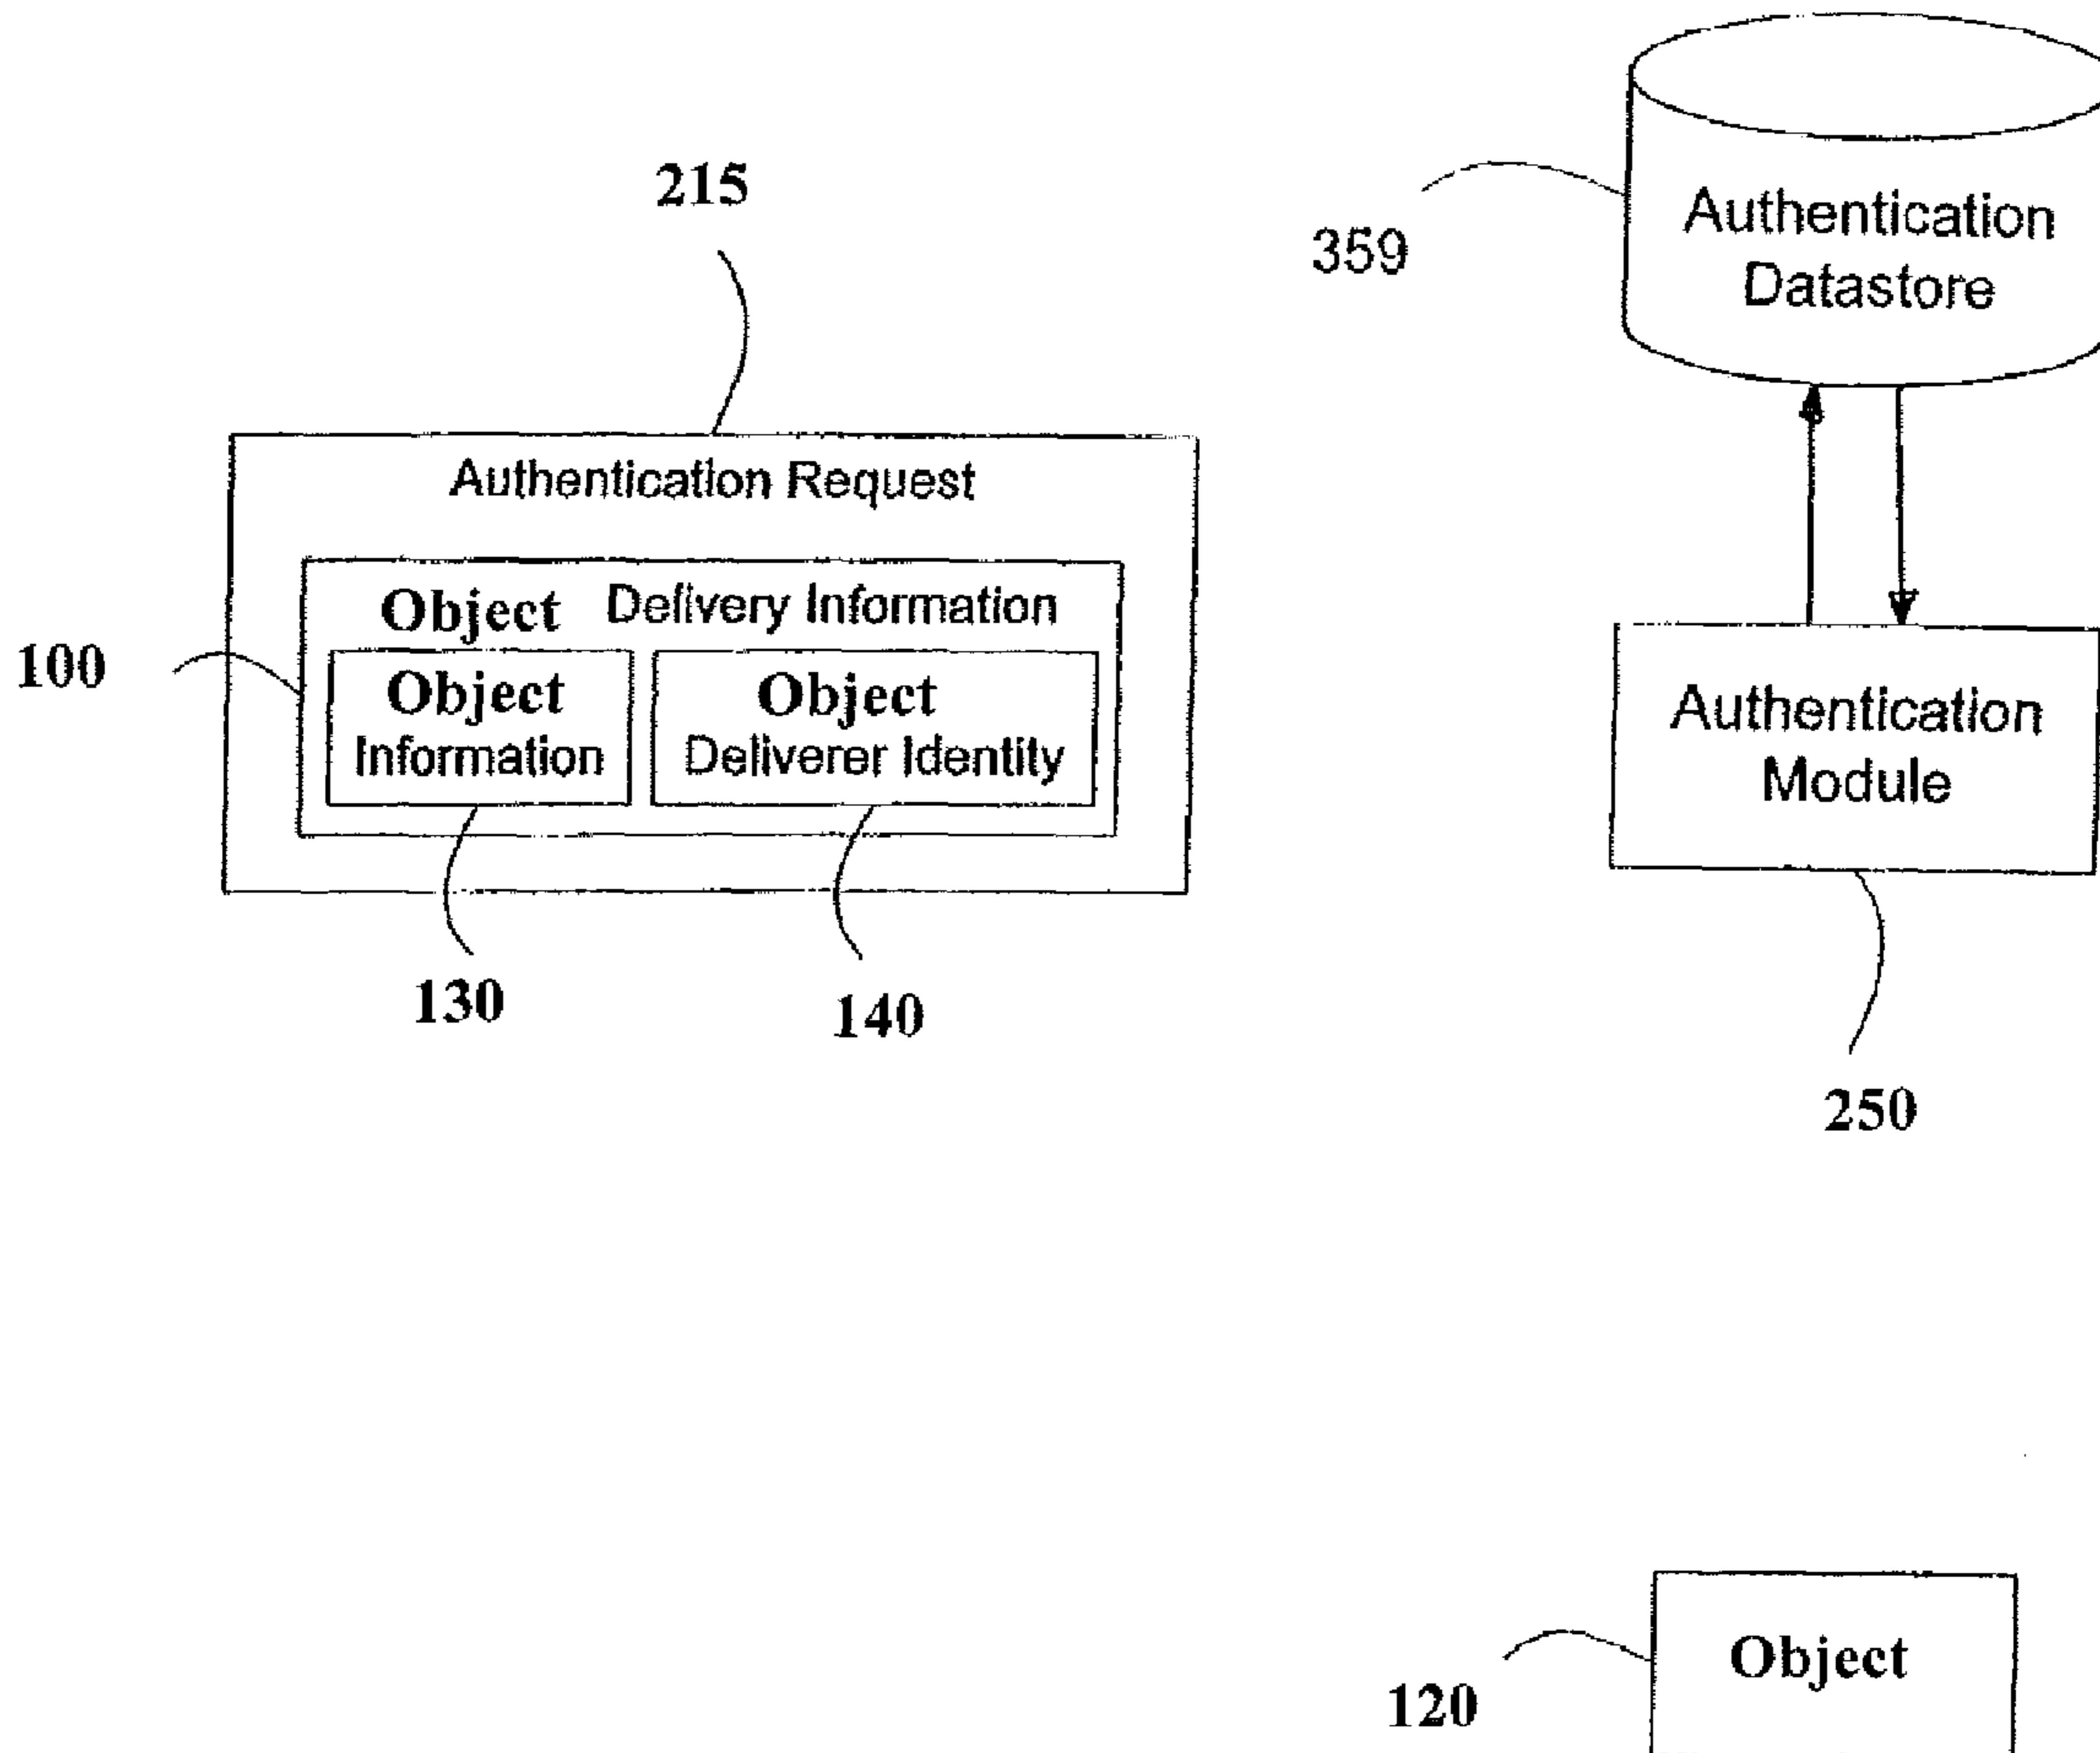 215
359
Authentication
Datastore
Authentication Request
Object Delivery Information
100
Object
Information
Object
Deliverer Identity
130
140
Authentication
Module
250
Object
120